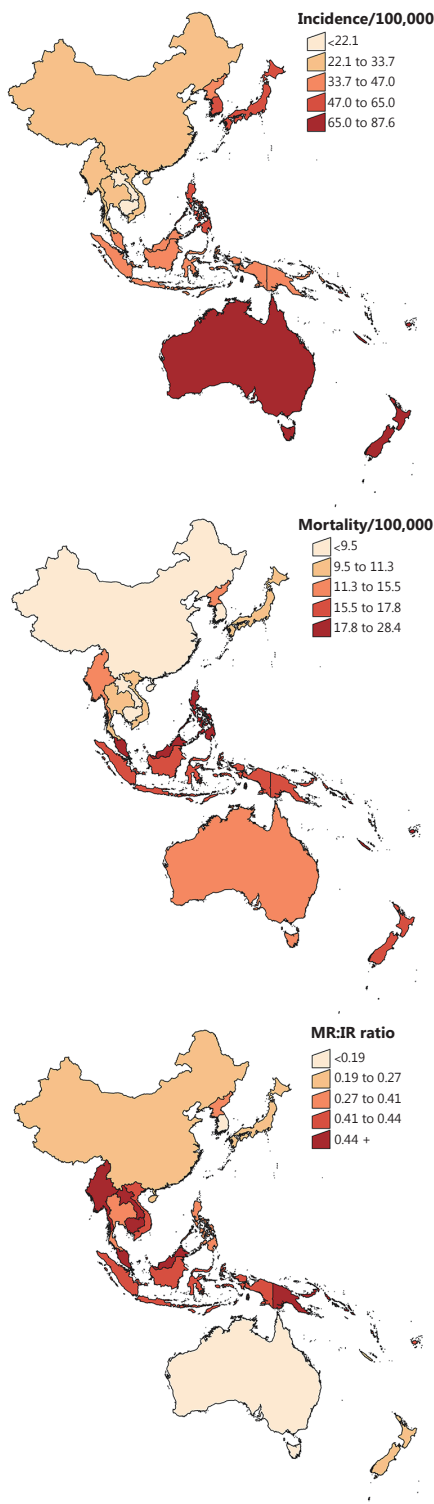 Incidence/100,000
<22.1
22.1 to 33.7
33.7 to 47.0
47.0 to 65.0
65.0 to 87.6
Mortality/100,000
<9.5
9.5 to 11.3
11.3 to 15.5
15.5 to 17.8
17.8 to 28.4
MR:IR ratio
<0.19
0.19 to 0.27
0.27 to 0.41
0.41 to 0.44
0.44 +